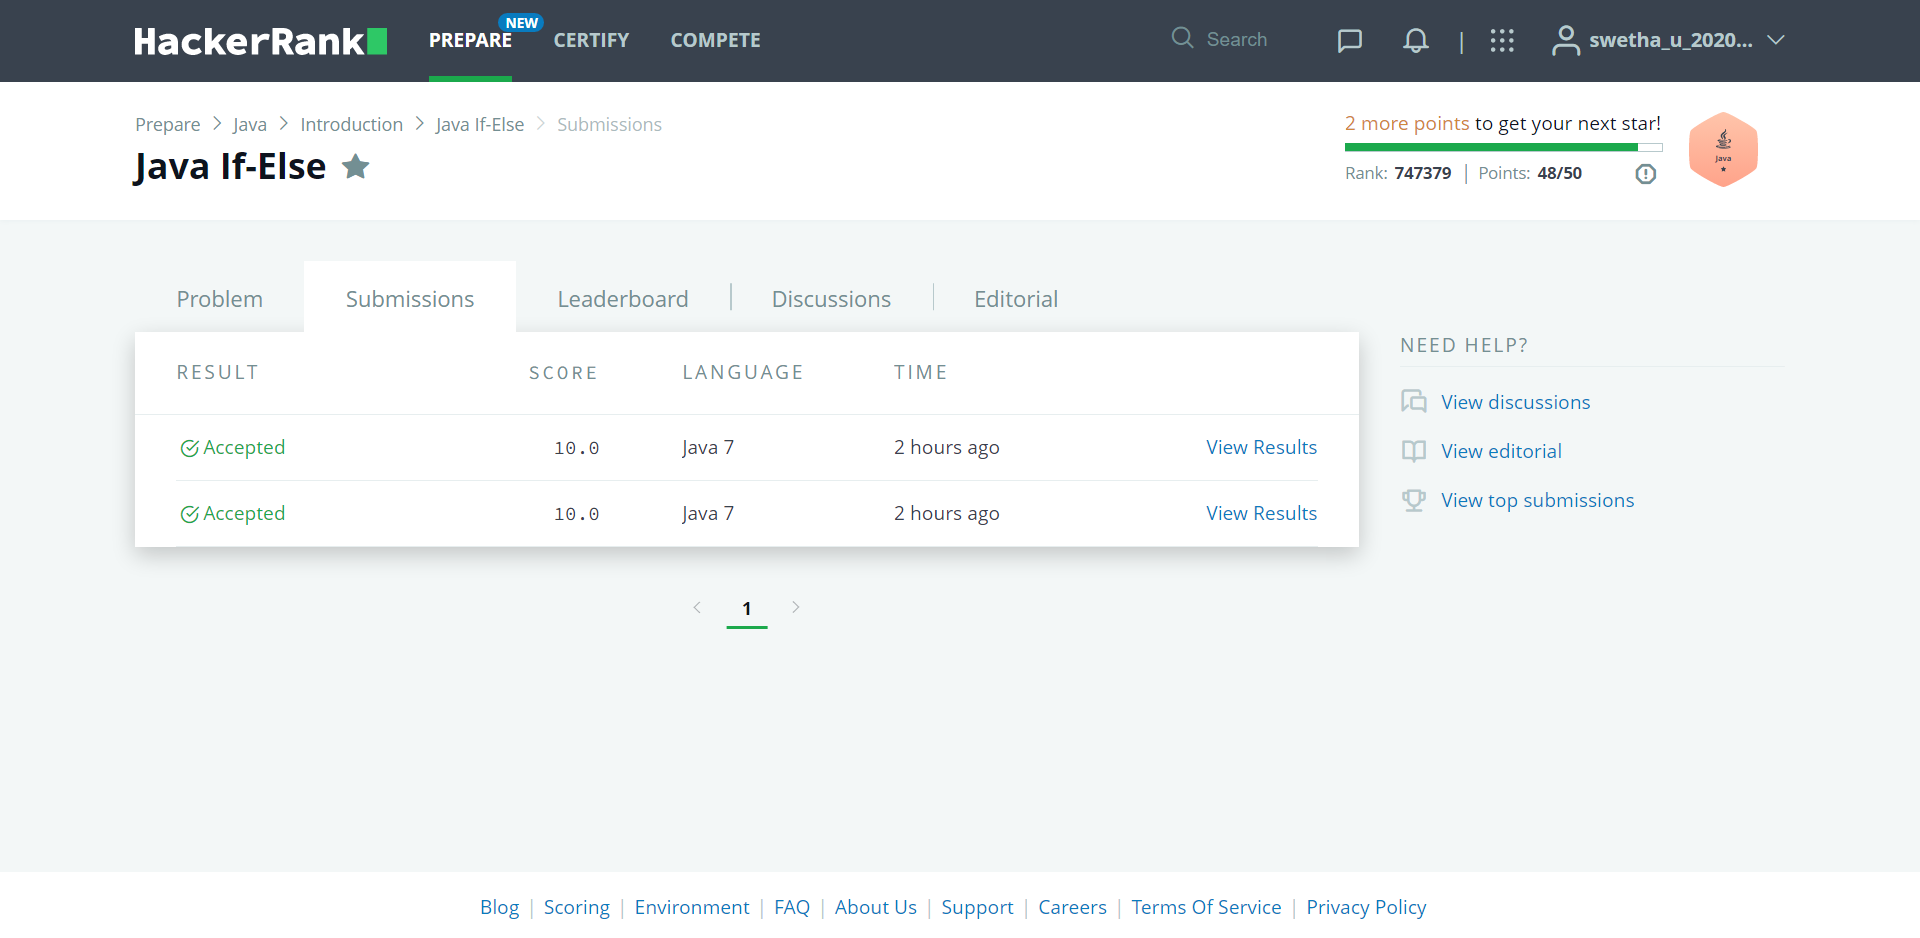 HackerRank
PREPARE NEW
CERTIFY
COMPETE
Search
|
swetha_u_2020...
Prepare > Java > Introduction > Java If-Else > Submissions
Java If-Else
2 more points to get your next star!
Rank: 747379 | Points: 48/50
Java
Problem
Submissions
Leaderboard
Discussions
Editorial
RESULT SCORE LANGUAGE TIME
Accepted 10.0 Java 7 2 hours ago View Results
Accepted 10.0 Java 7 2 hours ago View Results
1
NEED HELP?
View discussions
View editorial
View top submissions
Blog | Scoring | Environment | FAQ | About Us | Support | Careers | Terms Of Service | Privacy Policy